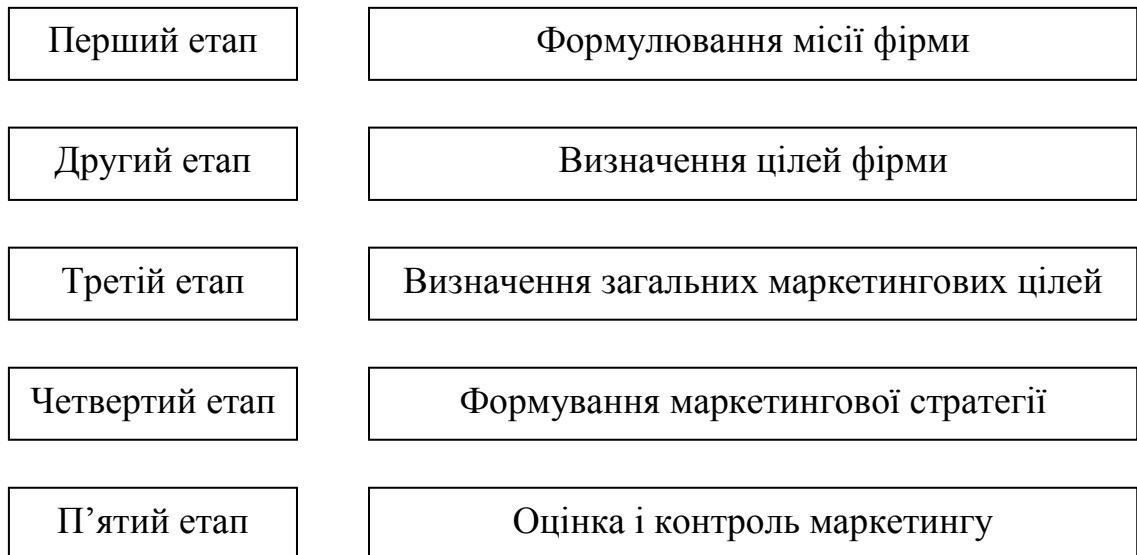 Перший етап
Формулювання місії фірми
Другий етап
Визначення цілей фірми
Третій етап
Визначення загальних маркетингових цілей
Четвертий етап
Формування маркетингової стратегії
П’ятий етап
Оцінка і контроль маркетингу